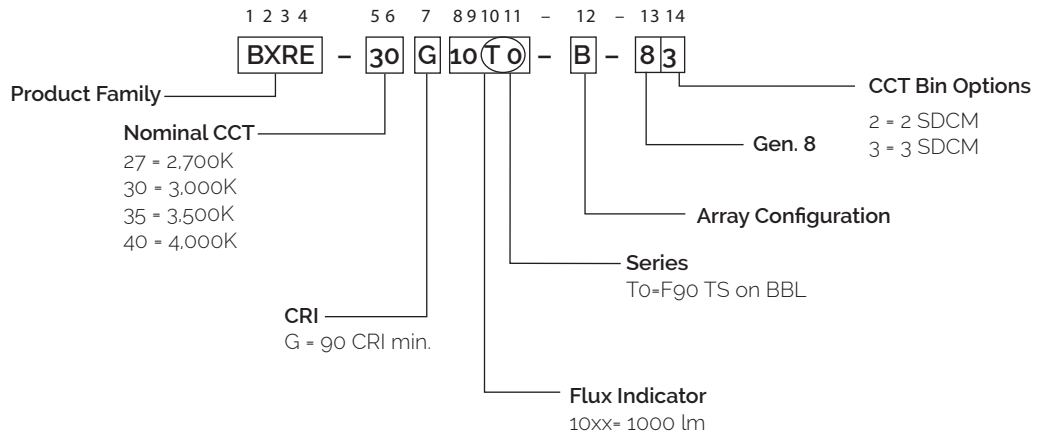 1 2 3 4 5 6 7 8 9 10 11 – 12 – 13 14
BXRE – 30 G 10 T 0 – B – 8 3
Product Family
CCT Bin Options
2 = 2 SDCM
3 = 3 SDCM
Nominal CCT
27 = 2,700K
30 = 3,000K
35 = 3,500K
40 = 4,000K
Gen. 8
Array Configuration
Series
T0=F90 TS on BBL
CRI
G = 90 CRI min.
Flux Indicator
10xx= 1000 lm